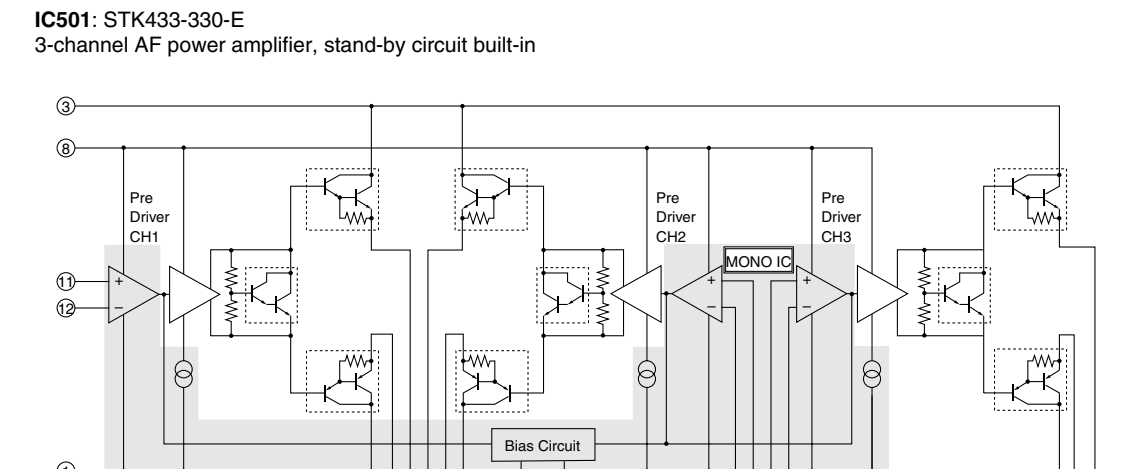 IC501: STK433-330-E
3-channel AF power amplifier, stand-by circuit built-in
3
8
Pre
Driver
CH1
Pre
Driver
CH2
Pre
Driver
CH3
MONO IC
11
+
12
−
+
−
+
−
Bias Circuit